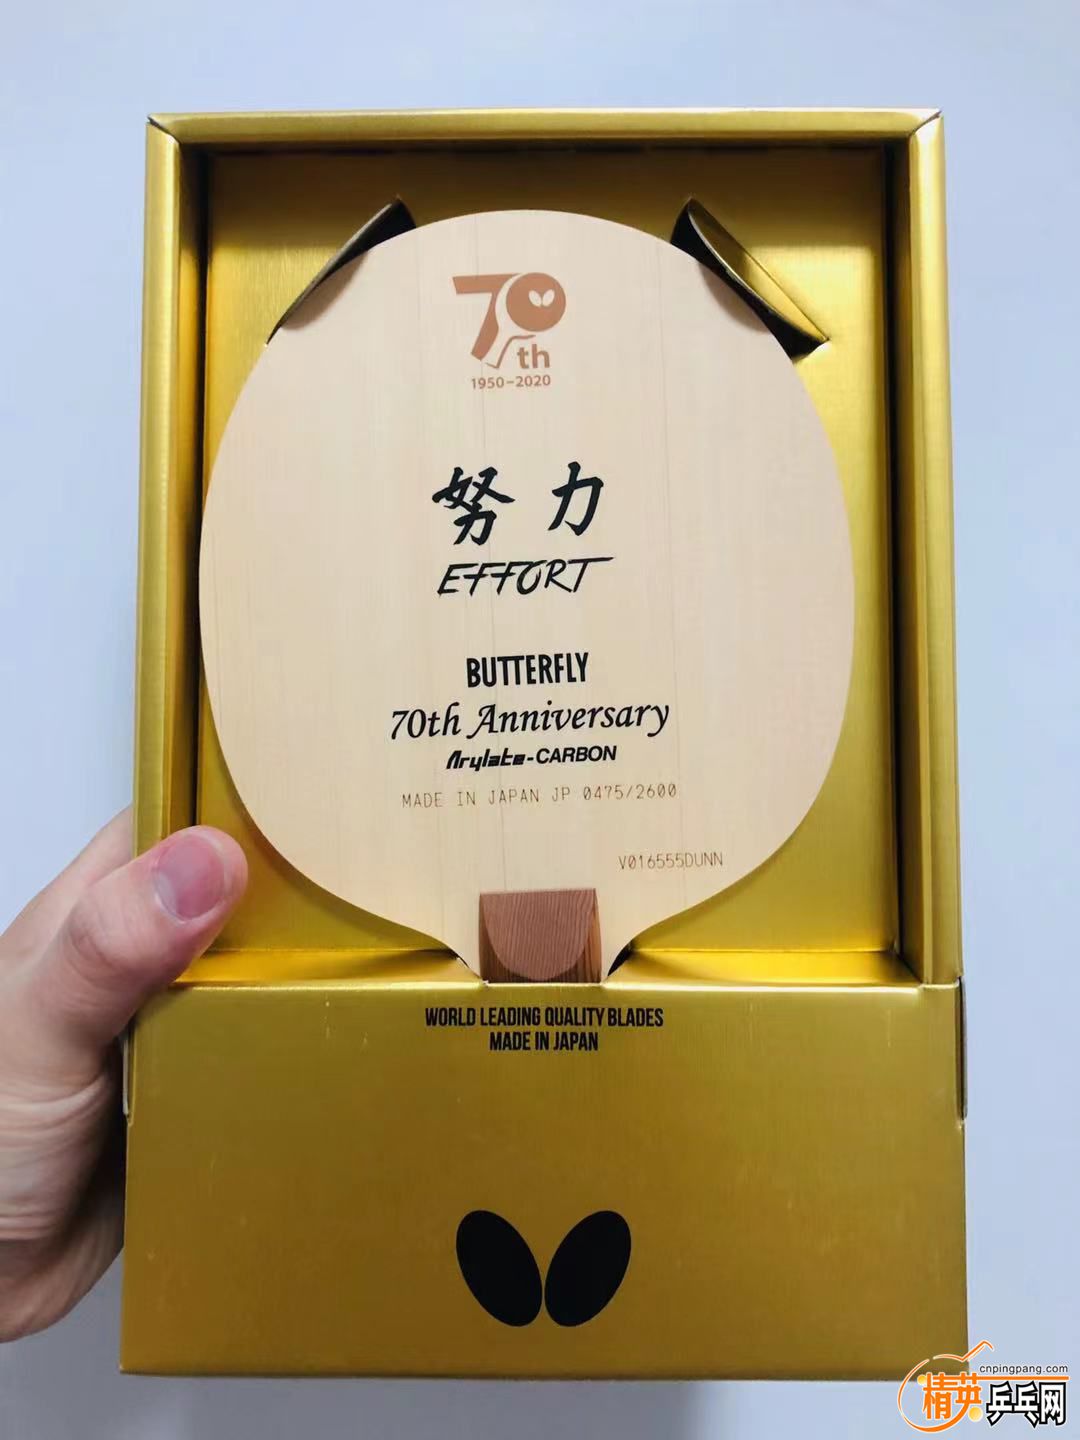 70th
1950-2020
努力
EFFORT
BUTTERFLY
70th Anniversary
Arylate-CARBON
MADE IN JAPAN JP 0475/2600
V016555DUNN
WORLD LEADING QUALITY BLADES
MADE IN JAPAN
cnpingpang.com
精英乒乓网